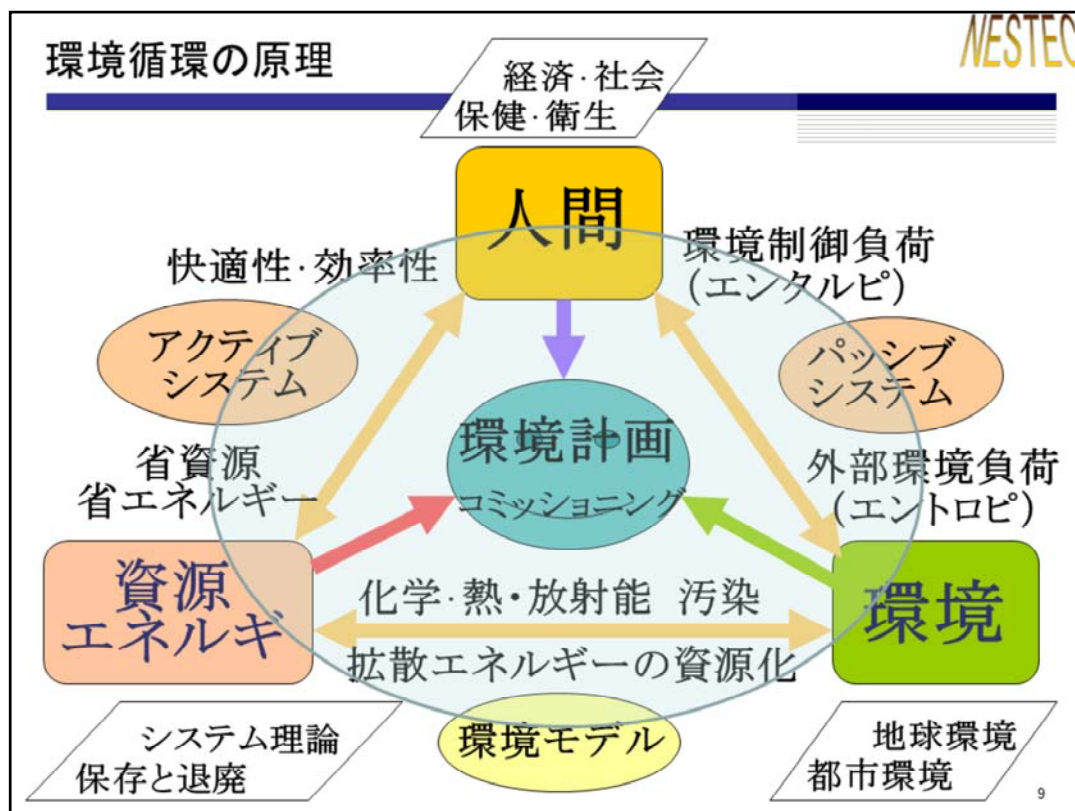 環境循環の原理
NESTEC
経済·社会
保健·衛生
人間
快適性·効率性
環境制御負荷
(エンタルピ)
アクティブ
システム
パッシブ
システム
環境計画
コミッショニング
省資源
省エネルギー
外部環境負荷
(エントロピ)
資源
エネルギ
化学·熱・放射能 汚染
環境
拡散エネルギーの資源化
システム理論
保存と退廃
環境モデル
地球環境
都市環境
9